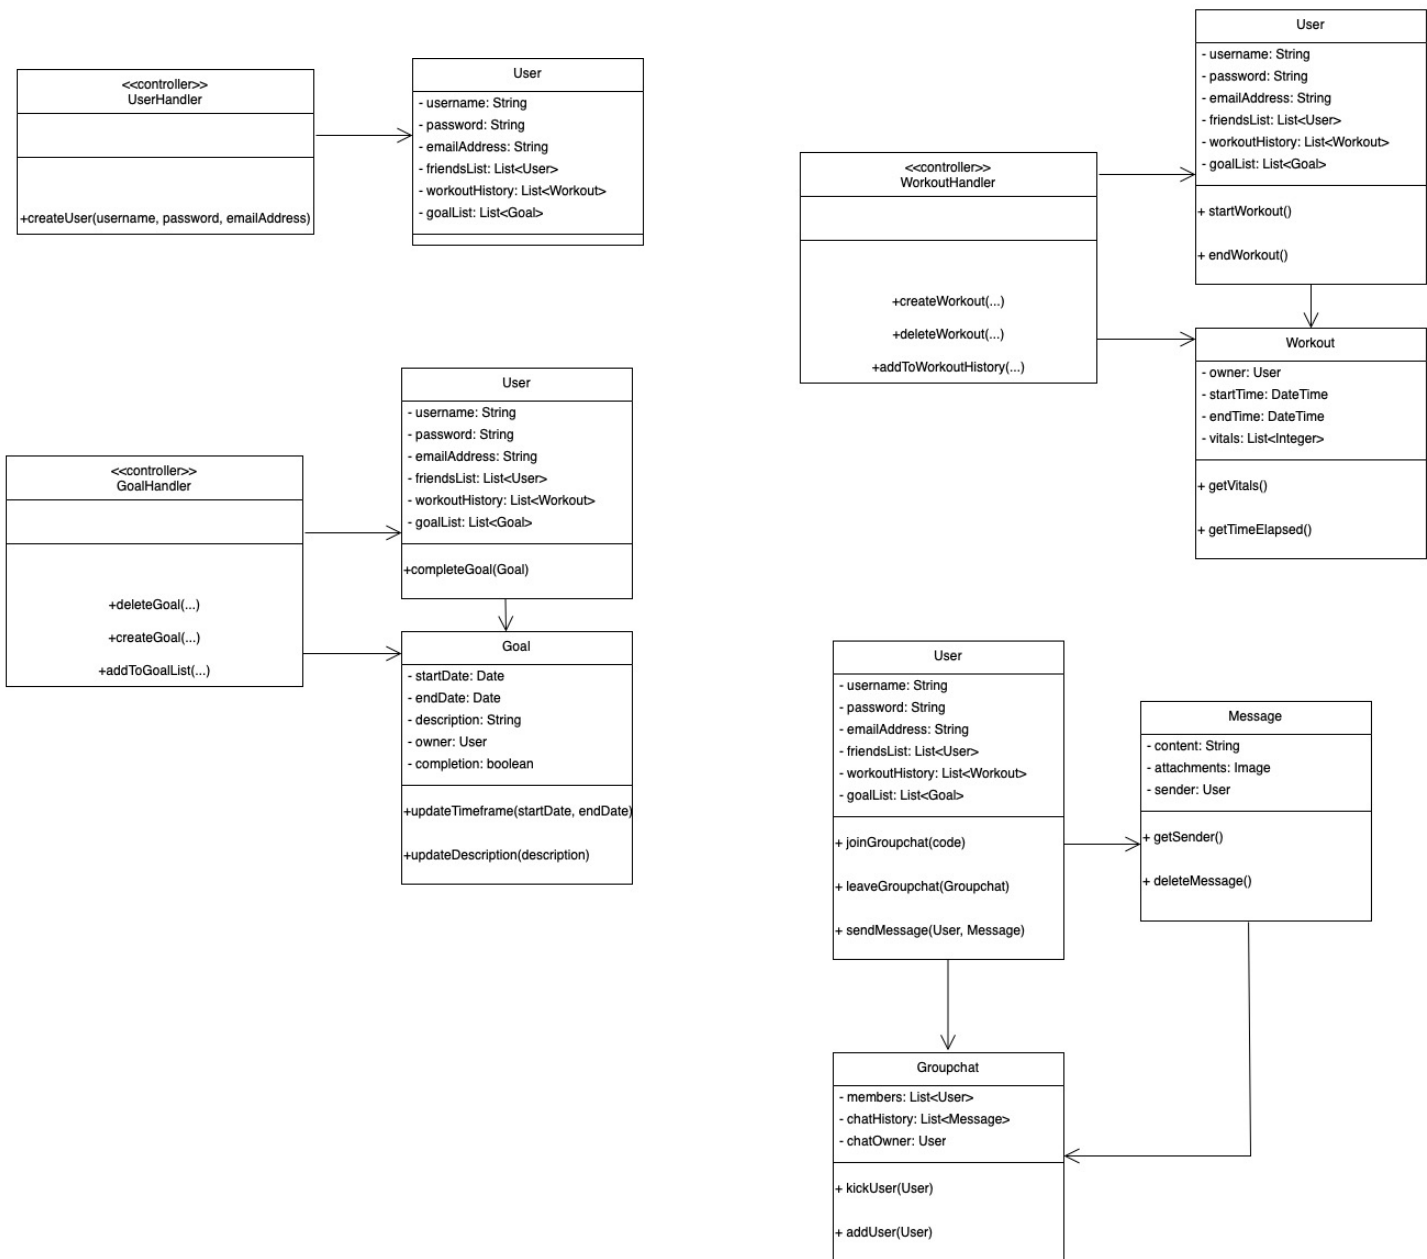 <<controller>>
UserHandler
+createUser(username, password, emailAddress)
User
- username: String
- password: String
- emailAddress: String
- friendsList: List<User>
- workoutHistory: List<Workout>
- goalList: List<Goal>
<<controller>>
WorkoutHandler
+createWorkout(...)
+deleteWorkout(...)
+addToWorkoutHistory(...)
User
- username: String
- password: String
- emailAddress: String
- friendsList: List<User>
- workoutHistory: List<Workout>
- goalList: List<Goal>
+ startWorkout()
+ endWorkout()
Workout
- owner: User
- startTime: DateTime
- endTime: DateTime
- vitals: List<Integer>
+ getVitals()
+ getTimeElapsed()
<<controller>>
GoalHandler
+deleteGoal(...)
+createGoal(...)
+addToGoalList(...)
User
- username: String
- password: String
- emailAddress: String
- friendsList: List<User>
- workoutHistory: List<Workout>
- goalList: List<Goal>
+completeGoal(Goal)
Goal
- startDate: Date
- endDate: Date
- description: String
- owner: User
- completion: boolean
+updateTimeframe(startDate, endDate)
+updateDescription(description)
User
- username: String
- password: String
- emailAddress: String
- friendsList: List<User>
- workoutHistory: List<Workout>
- goalList: List<Goal>
+ joinGroupchat(code)
+ leaveGroupchat(Groupchat)
+ sendMessage(User, Message)
Message
- content: String
- attachments: Image
- sender: User
+ getSender()
+ deleteMessage()
Groupchat
- members: List<User>
- chatHistory: List<Message>
- chatOwner: User
+ kickUser(User)
+ addUser(User)